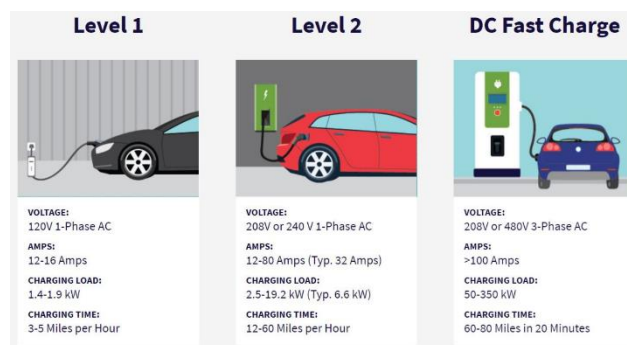 Level 1
VOLTAGE:
120V 1-Phase AC
AMPS:
12-16 Amps
CHARGING LOAD:
1.4-1.9 kW
CHARGING TIME:
3-5 Miles per Hour
Level 2
VOLTAGE:
208V or 240 V 1-Phase AC
AMPS:
12-80 Amps (Typ. 32 Amps)
CHARGING LOAD:
2.5-19.2 kW (Typ. 6.6 kW)
CHARGING TIME:
12-60 Miles per Hour
DC Fast Charge
VOLTAGE:
208V or 480V 3-Phase AC
AMPS:
>100 Amps
CHARGING LOAD:
50-350 kW
CHARGING TIME:
60-80 Miles in 20 Minutes